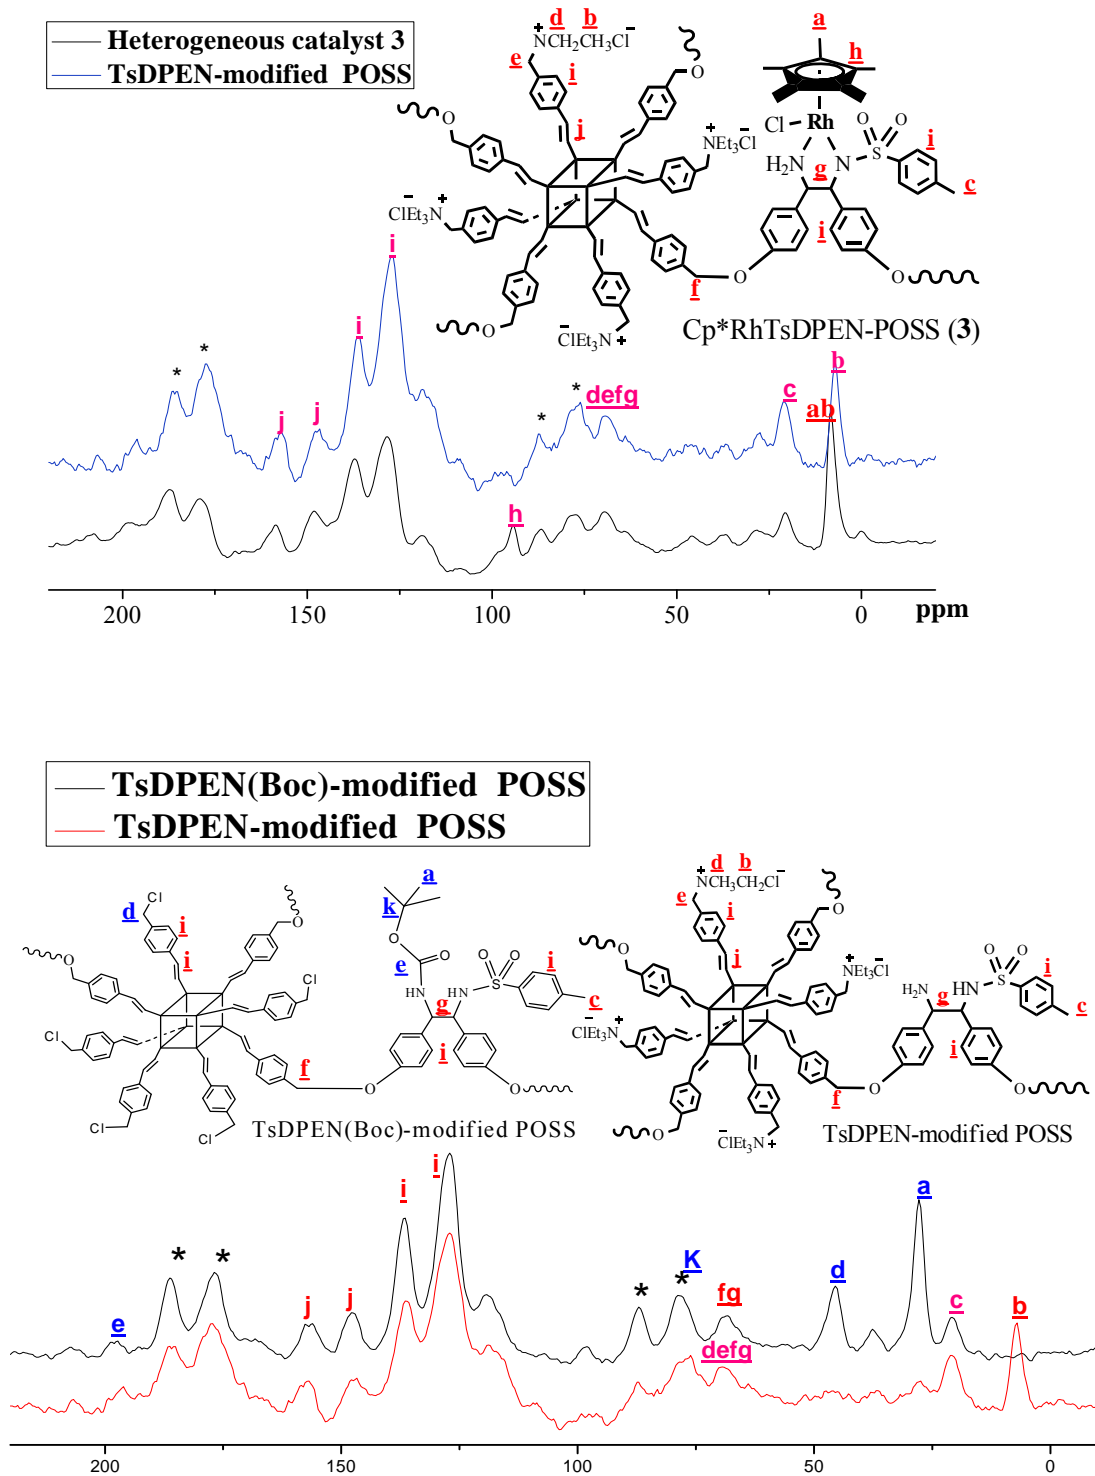 Heterogeneous catalyst 3
TsDPEN-modified POSS
a
h
d b
NCH2CH3Cl
+ −
e
i
j
Cl
Rh
O
O
S
i
H2N
N
g
c
O
O
+ −
NEt3Cl
O
− +
ClEt3N
i
O
O
f
O
− +
ClEt3N
Cp*RhTsDPEN-POSS (3)
* * j j i i * * defg c ab b
h
200 150 100 50 0 ppm
TsDPEN(Boc)-modified POSS
TsDPEN-modified POSS
a
k
Cl
d
i
i
O
O
O
O
e
O
O
S
i
HN
g
NH
c
Cl
Cl
i
O
f
O
O
O
Cl
Cl
TsDPEN(Boc)-modified POSS
d b
+ −
NCH3CH2Cl
e
i
j
O
O
+ −
NEt3Cl
O
O
S
i
H2N
g
HN
c
− +
ClEt3N
i
f
O
O
O
− +
ClEt3N
TsDPEN-modified POSS
e * * j j i i * * K fg d a c b
defg
200 150 100 50 0